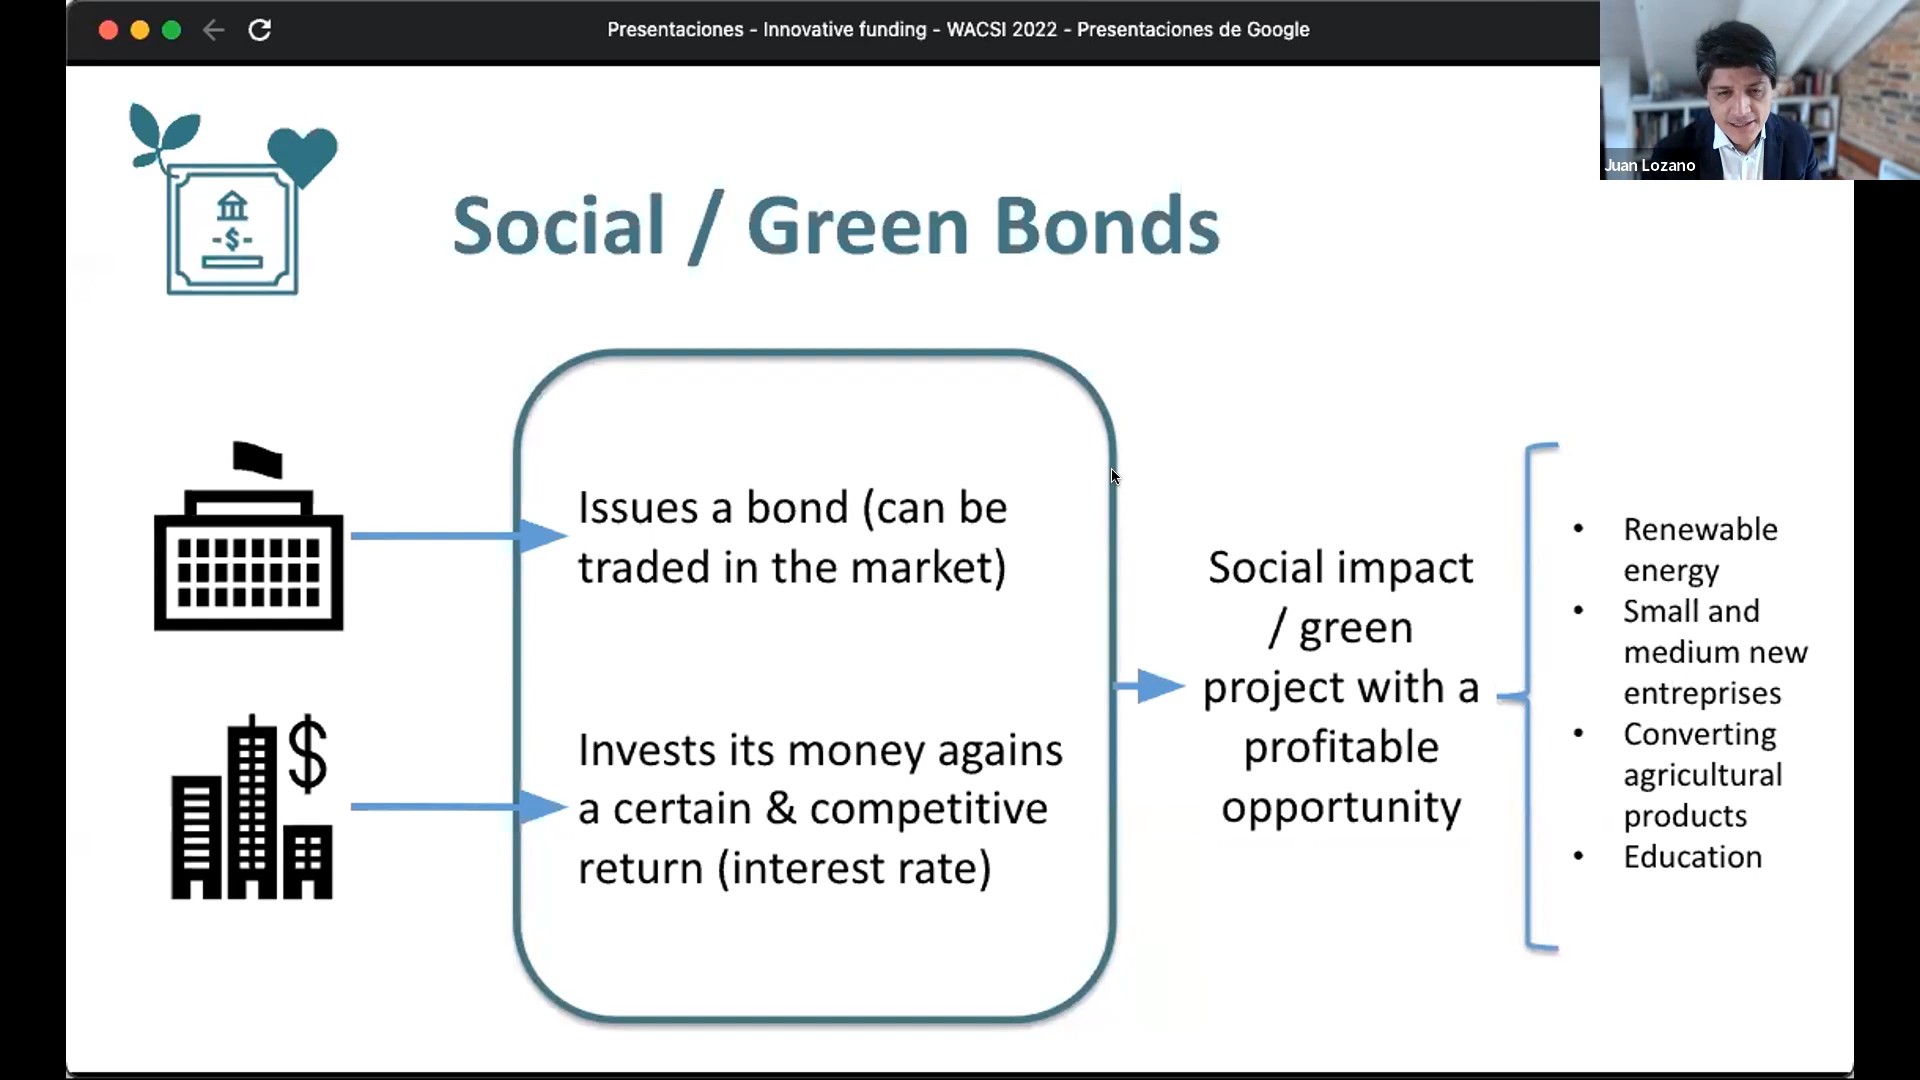 Presentaciones - Innovative funding - WACSI 2022 - Presentaciones de Google
Juan Lozano
$
Social / Green Bonds
Issues a bond (can be
traded in the market)
$
Invests its money agains
a certain & competitive
return (interest rate)
Social impact
/ green
project with a
profitable
opportunity
• Renewable
energy
• Small and
medium new
entreprises
• Converting
agricultural
products
• Education